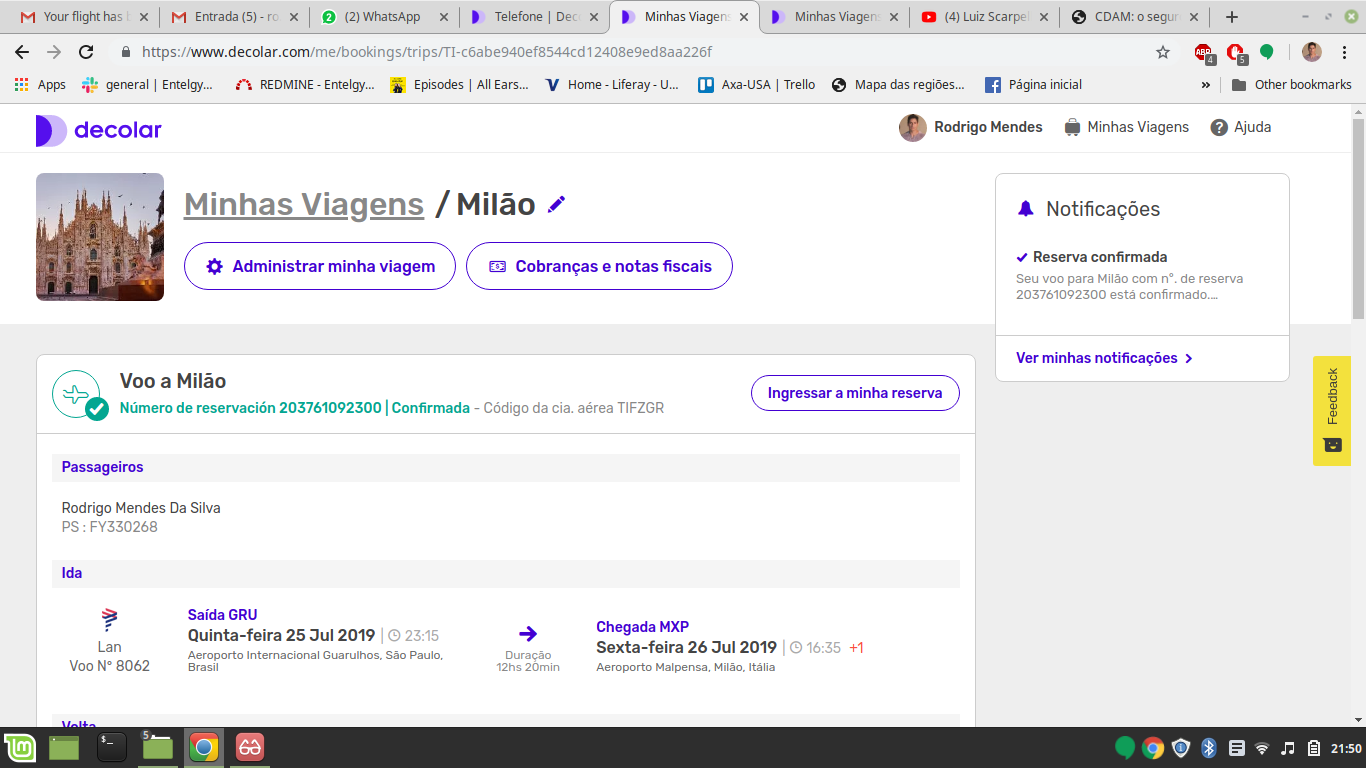 Your flight has b
Entrada (5) - ro
(2) WhatsApp
Telefone | Dec
Minhas Viagens
Minhas Viagens
(4) Luiz Scarpel
CDAM: o segur
https://www.decolar.com/me/bookings/trips/TI-c6abe940ef8544cd12408e9ed8aa226f
ABP 4 5
Apps
general | Entelgy...
REDMINE - Entelgy...
Episodes | All Ears...
Home - Liferay - U...
Axa-USA | Trello
Mapa das regiões...
Página inicial
»
Other bookmarks
decolar
Rodrigo Mendes
Minhas Viagens
Ajuda
Minhas Viagens / Milão
Administrar minha viagem
Cobranças e notas fiscais
Notificações
Reserva confirmada
Seu voo para Milão com n°. de reserva
203761092300 está confirmado....
Ver minhas notificações
Feedback
Voo a Milão
Número de reservación 203761092300 | Confirmada - Código da cia. aérea TIFZGR
Ingressar a minha reserva
Passageiros
Rodrigo Mendes Da Silva
PS : FY330268
Ida
Lan
Voo N° 8062
Saída GRU
Quinta-feira 25 Jul 2019 | 23:15
Aeroporto Internacional Guarulhos, São Paulo,
Brasil
Duração
12hs 20min
Chegada MXP
Sexta-feira 26 Jul 2019 | 16:35 +1
Aeroporto Malpensa, Milão, Itália
Volta
5
21:50